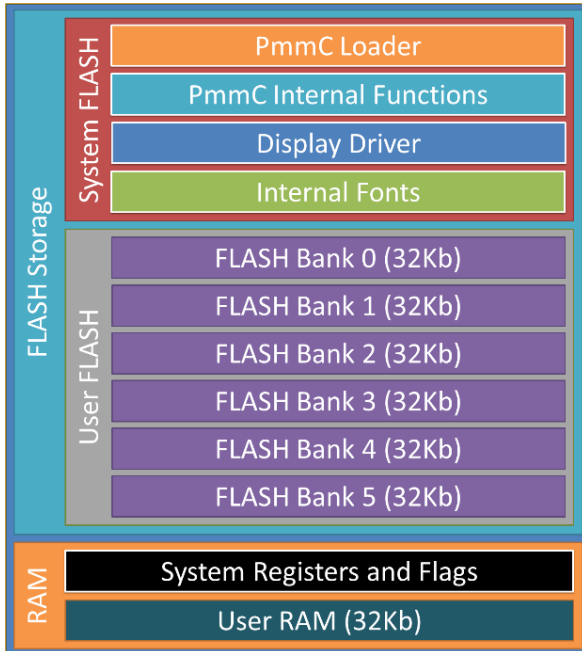 FLASH Storage
System FLASH
PmmC Loader
PmmC Internal Functions
Display Driver
Internal Fonts
User FLASH
FLASH Bank 0 (32Kb)
FLASH Bank 1 (32Kb)
FLASH Bank 2 (32Kb)
FLASH Bank 3 (32Kb)
FLASH Bank 4 (32Kb)
FLASH Bank 5 (32Kb)
RAM
System Registers and Flags
User RAM (32Kb)